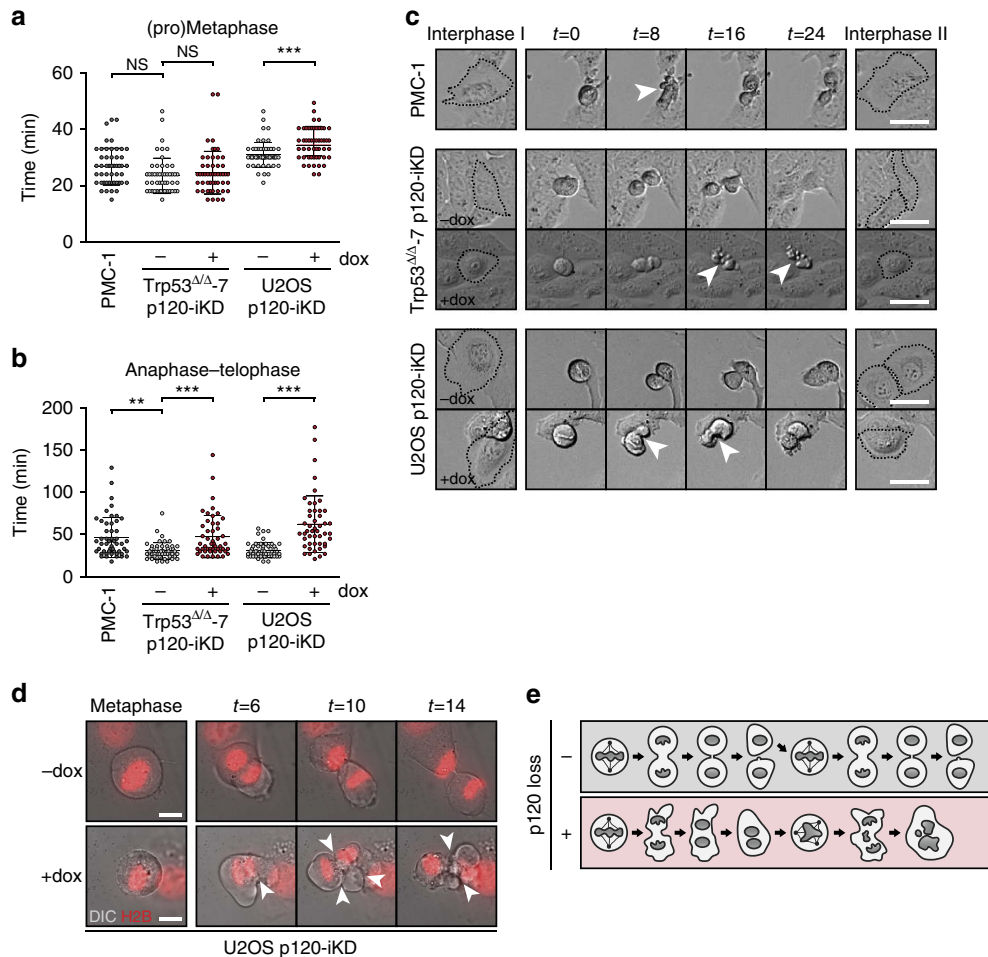 a
(pro)Metaphase
NS
NS
***
Time (min)
60
40
20
0
PMC-1
– + – + dox
Trp53Δ/Δ-7 p120-iKD
U2OS p120-iKD
b
Anaphase–telophase
**
***
***
Time (min)
200
150
100
50
0
PMC-1
– + – + dox
Trp53Δ/Δ-7 p120-iKD
U2OS p120-iKD
c
Interphase I t=0 t=8 t=16 t=24 Interphase II
PMC-1
Trp53Δ/Δ-7 p120-iKD
–dox
+dox
U2OS p120-iKD
–dox
+dox
d
Metaphase t=6 t=10 t=14
–dox
+dox
DIC H2B
U2OS p120-iKD
e
p120 loss
–
+